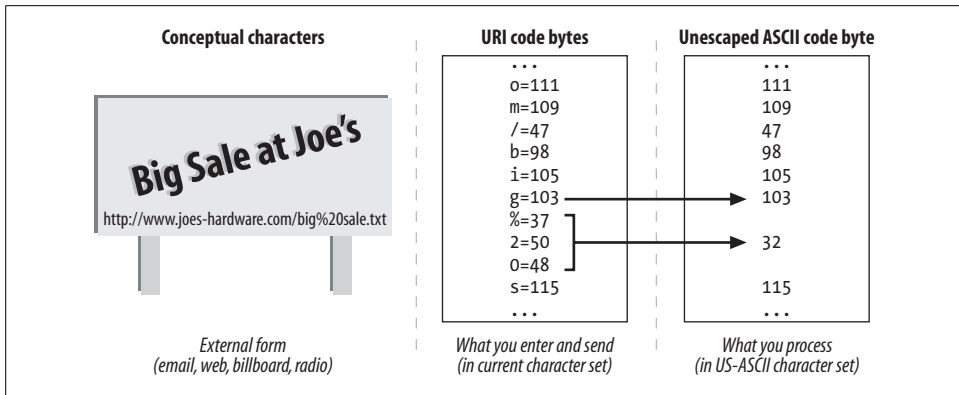 Conceptual characters
Big Sale at Joe's
http://www.joes-hardware.com/big%20sale.txt
External form
(email, web, billboard, radio)
URI code bytes
...
o=111
m=109
/=47
b=98
i=105
g=103
%=37
2=50
0=48
s=115
...
What you enter and send
(in current character set)
Unescaped ASCII code byte
...
111
109
47
98
105
103
32
115
...
What you process
(in US-ASCII character set)